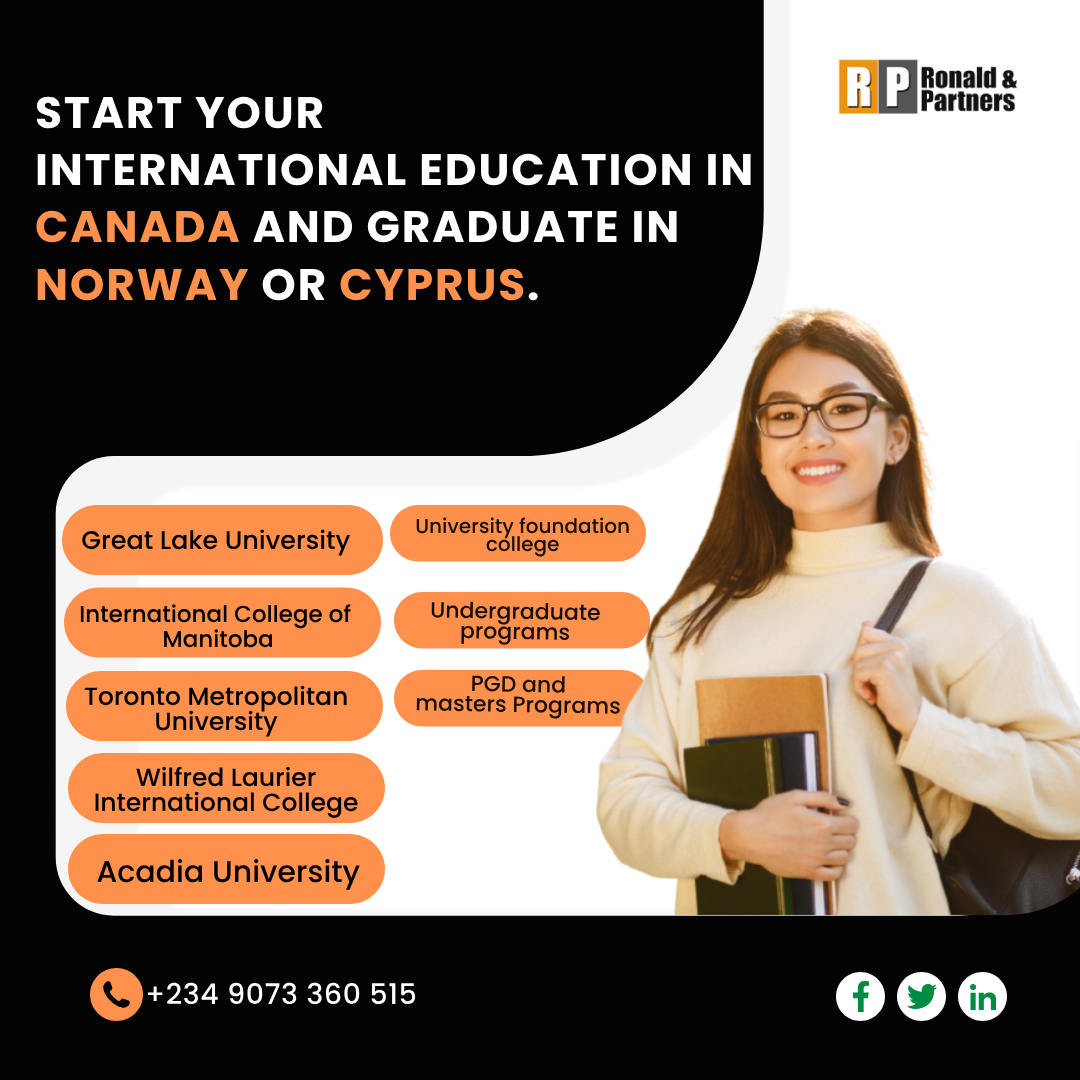 RP Ronald &
Partners
START YOUR
INTERNATIONAL EDUCATION IN
CANADA AND GRADUATE IN
NORWAY OR CYPRUS.
Great Lake University
International College of
Manitoba
Toronto Metropolitan
University
Wilfred Laurier
International College
Acadia University
University foundation
college
Undergraduate
programs
PGD and
masters Programs
+234 9073 360 515
f
in